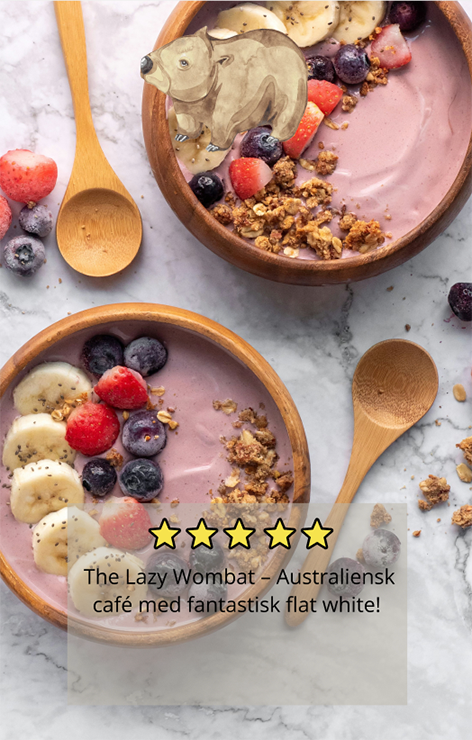 The Lazy Wombat – Australiensk
café med fantastisk flat white!